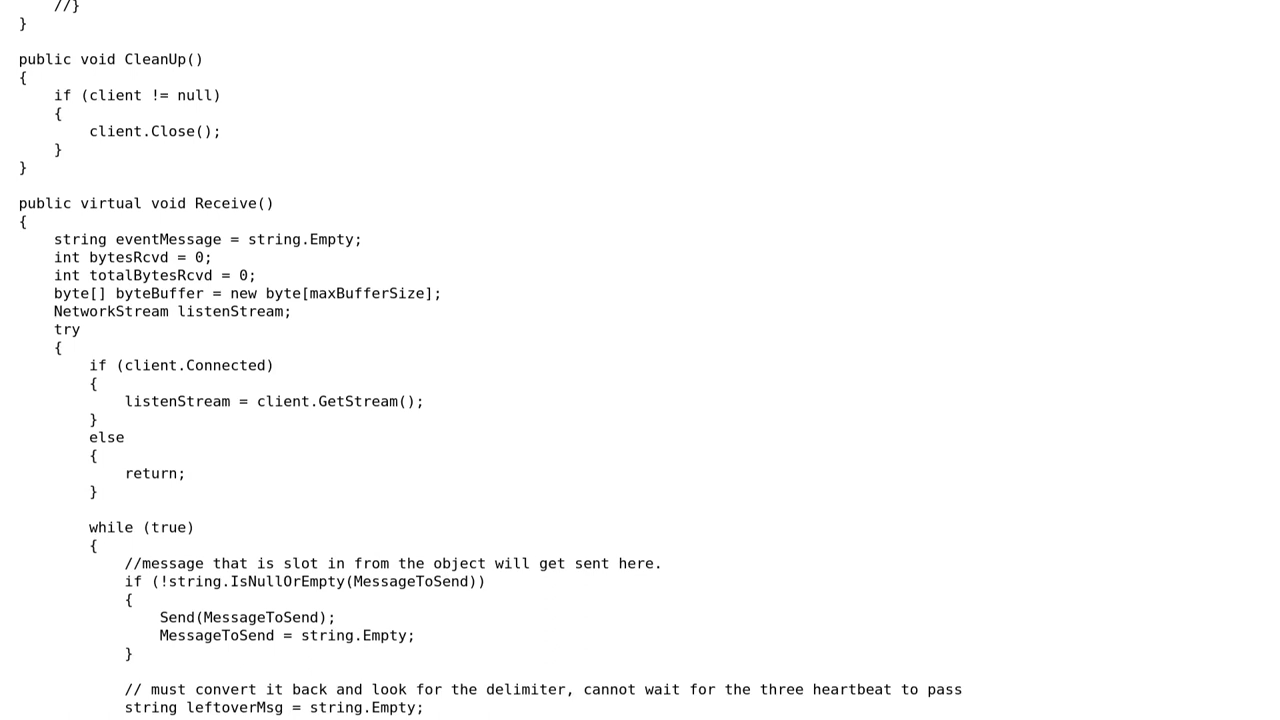 //}
}
public void CleanUp()
{
if (client != null)
{
client.Close();
}
}
public virtual void Receive()
{
string eventMessage = string.Empty;
int bytesRcvd = 0;
int totalBytesRcvd = 0;
byte[] byteBuffer = new byte[maxBufferSize];
NetworkStream listenStream;
try
{
if (client.Connected)
{
listenStream = client.GetStream();
}
else
{
return;
}
while (true)
{
//message that is slot in from the object will get sent here.
if (!string.IsNullOrEmpty(MessageToSend))
{
Send(MessageToSend);
MessageToSend = string.Empty;
}
// must convert it back and look for the delimiter, cannot wait for the three heartbeat to pass
string leftoverMsg = string.Empty;